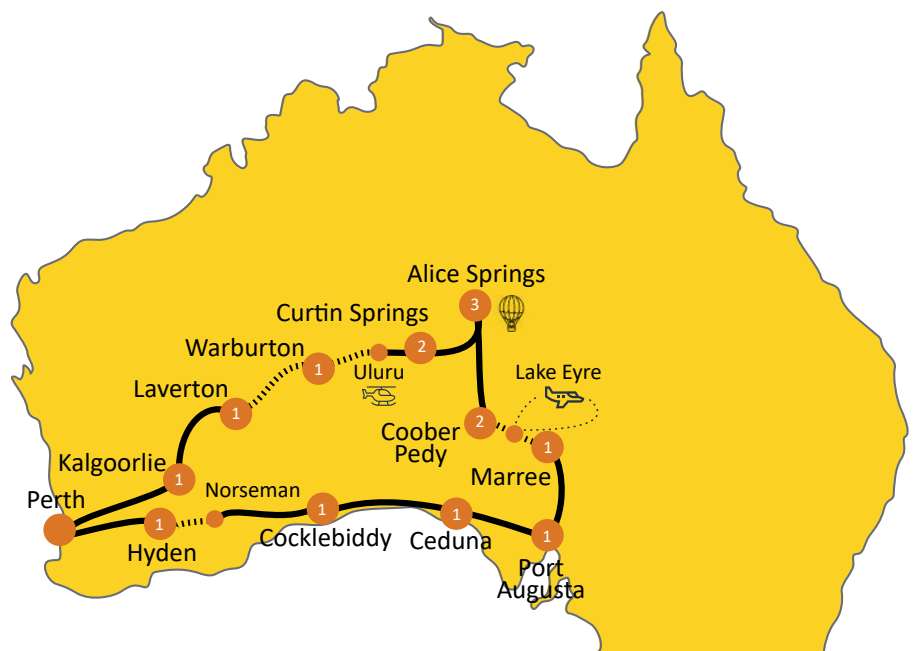 Alice Springs
3
Curtin Springs
2
Warburton
1
Uluru
Lake Eyre
Laverton
1
2
Coober
Pedy
1
Marree
Kalgoorlie
1
Norseman
Perth
1
Hyden
1
Cocklebiddy
1
Ceduna
1
Port
Augusta